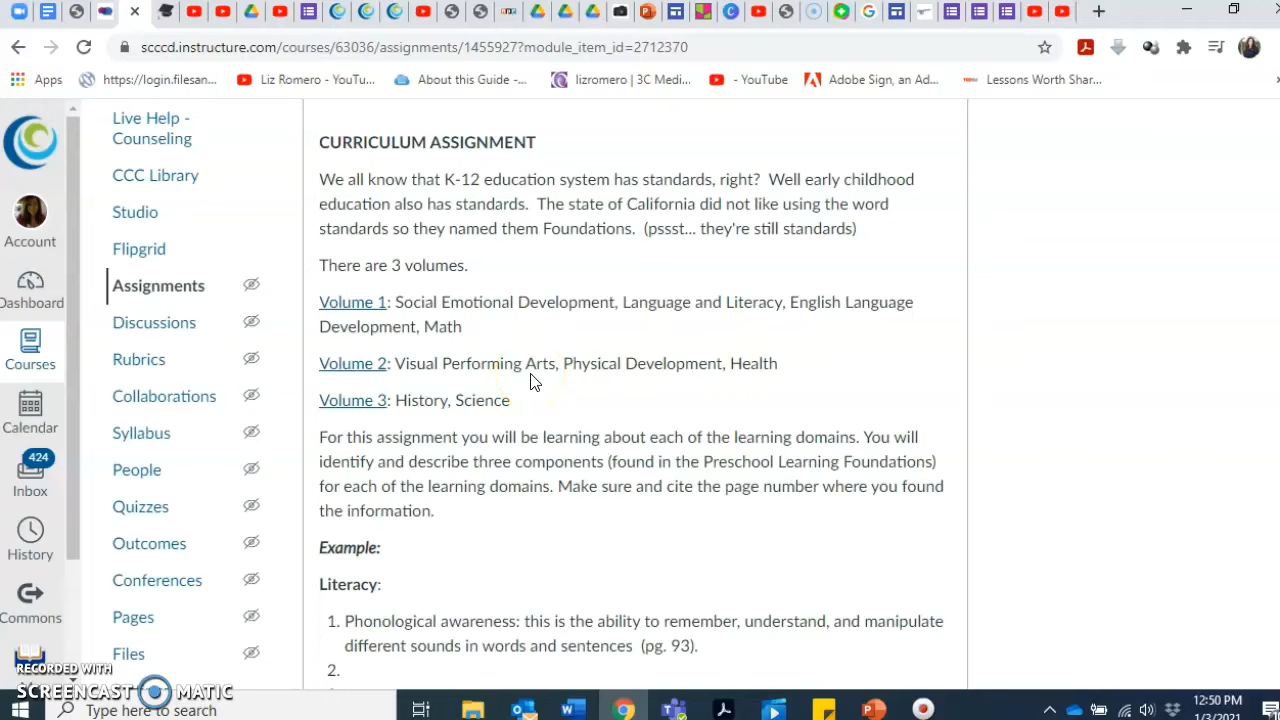 scccd.instructure.com/courses/63036/assignments/1455927?module_item_id=2712370
Apps https://login.filesan... Liz Romero - YouTu... About this Guide -... lizromero | 3C Medi... - YouTube Adobe Sign, an Ad... Lessons Worth Shar...
Account
Dashboard
Courses
Calendar
424
Inbox
History
Commons
Live Help -
Counseling
CCC Library
Studio
Flipgrid
Assignments
Discussions
Rubrics
Collaborations
Syllabus
People
Quizzes
Outcomes
Conferences
Pages
Files
CURRICULUM ASSIGNMENT
We all know that K-12 education system has standards, right? Well early childhood
education also has standards. The state of California did not like using the word
standards so they named them Foundations. (pssst... they're still standards)
There are 3 volumes.
Volume 1: Social Emotional Development, Language and Literacy, English Language
Development, Math
Volume 2: Visual Performing Arts, Physical Development, Health
Volume 3: History, Science
For this assignment you will be learning about each of the learning domains. You will
identify and describe three components (found in the Preschool Learning Foundations)
for each of the learning domains. Make sure and cite the page number where you found
the information.
Example:
Literacy:
1. Phonological awareness: this is the ability to remember, understand, and manipulate
different sounds in words and sentences (pg. 93).
2.
RECORDED WITH
SCREENCAST MATIC
Type here to search
12:50 PM
1/3/2021